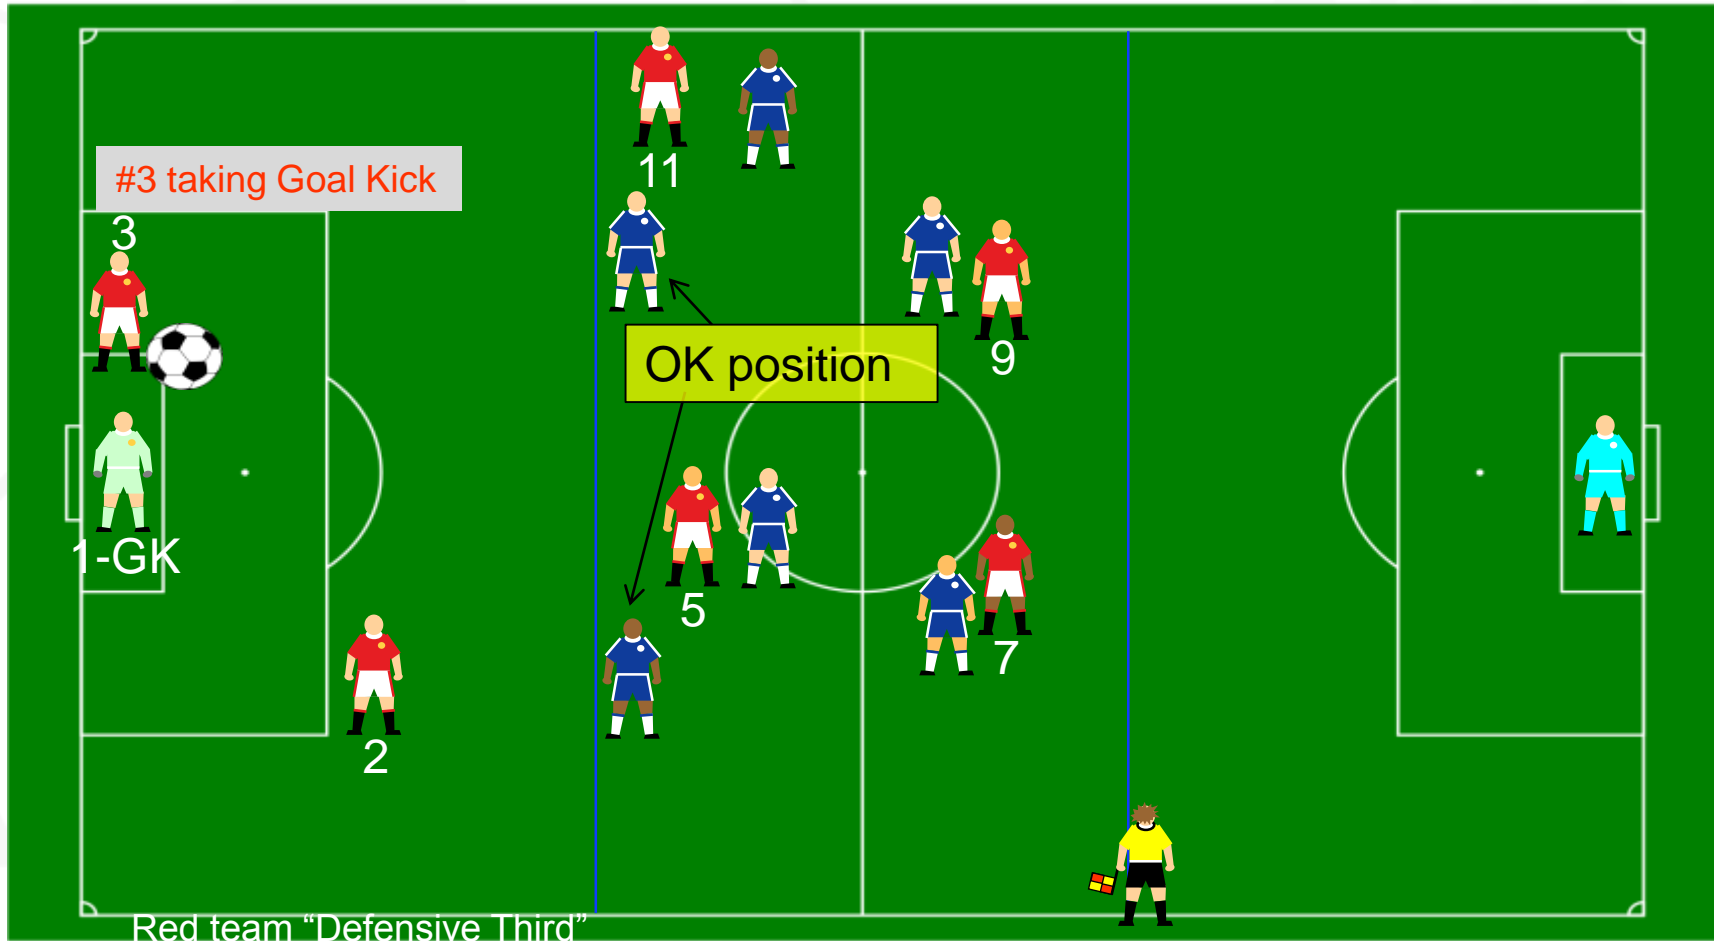 11
#3 taking Goal Kick
3
OK position
9
1-GK
5
7
2
Red team “Defensive Third”